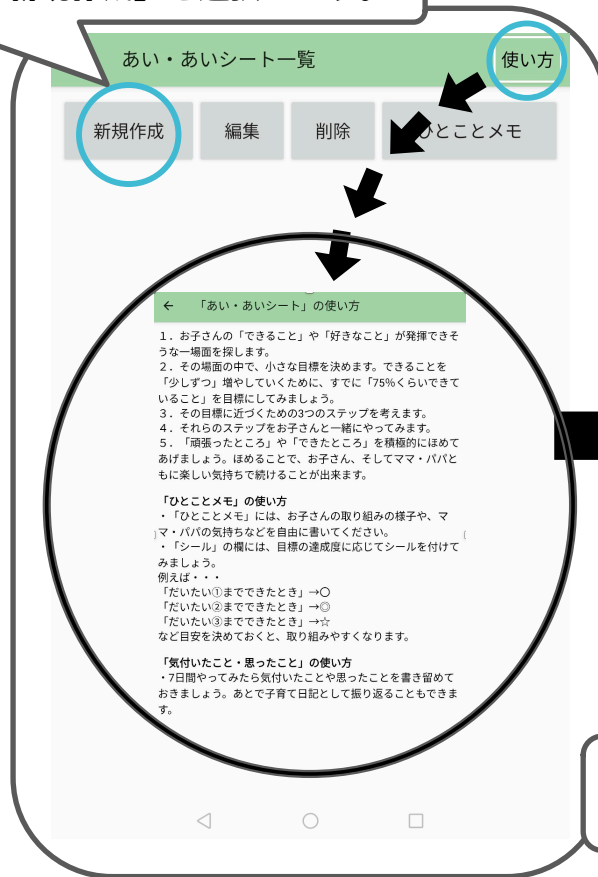 あい・あいシート一覧
使い方
新規作成
編集
削除
ひとことメモ
← 「あい・あいシート」の使い方
１．お子さんの「できること」や「好きなこと」が発揮できそ
うな一場面を探します。
２．その場面の中で、小さな目標を決めます。できることを
「少しずつ」増やしていくために、すでに「75%くらいできて
いること」を目標にしてみましょう。
３．その目標に近づくための3つのステップを考えます。
４．それらのステップをお子さんと一緒にやってみます。
５．「頑張ったところ」や「できたところ」を積極的にほめて
あげましょう。ほめることで、お子さん、そしてママ・パパと
もに楽しい気持ちで続けることが出来ます。
「ひとことメモ」の使い方
・「ひとことメモ」には、お子さんの取り組みの様子や、マ
マ・パパの気持ちなどを自由に書いてください。
・「シール」の欄には、目標の達成度に応じてシールを付けて
みましょう。
例えば・・・
「だいたい①までできたとき」→〇
「だいたい②までできたとき」→◎
「だいたい③までできたとき」→☆
など目安を決めておくと、取り組みやすくなります。
「気付いたこと・思ったこと」の使い方
・7日間やってみたら気付いたことや思ったことを書き留めて
おきましょう。あとで子育て日記として振り返ることもできま
す。